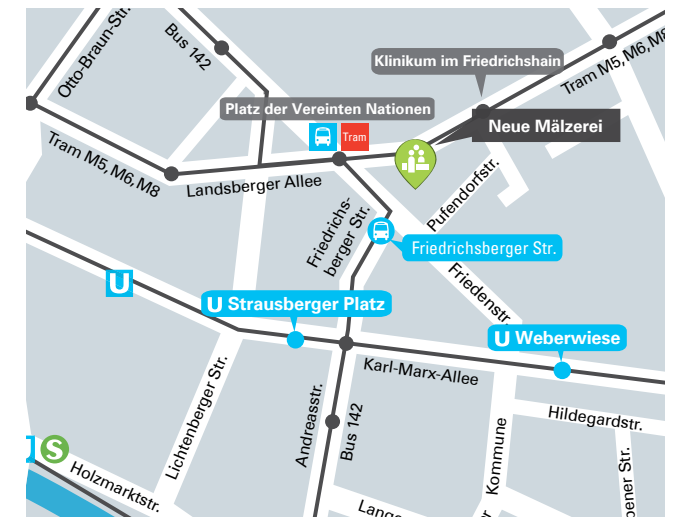 Otto-Braun-Str.
Bus 142
Klinikum im Friedrichshain
Tram M5, M6, M8
Platz der Vereinten Nationen
Tram
Neue Mälzerei
Tram M5, M6, M8
Landsberger Allee
Pufendorfstr.
Friedrichs-
berger Str.
Friedrichsberger Str.
Friedenstr.
U
U Strausberger Platz
U Weberwiese
Karl-Marx-Allee
Lichtenberger Str.
Andreasstr.
Bus 142
Hildegardstr.
Kommune
S
Holzmarktstr.